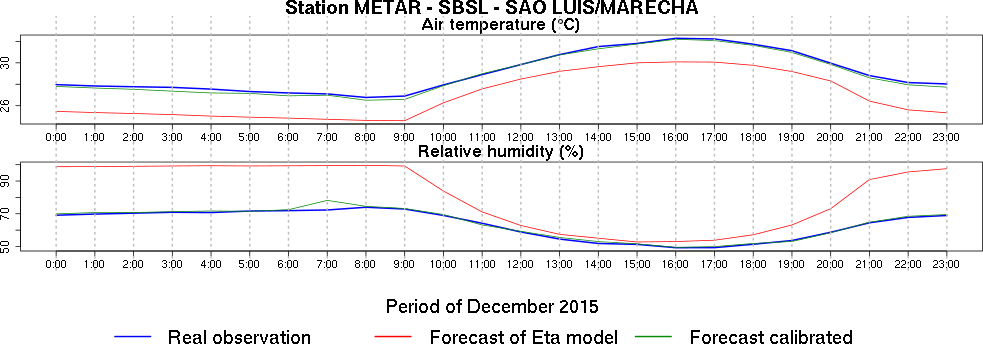 Station METAR - SBSL - SAO LUIS/MARECHA
Air temperature (°C)
30
26
0:00 1:00 2:00 3:00 4:00 5:00 6:00 7:00 8:00 9:00 10:00 11:00 12:00 13:00 14:00 15:00 16:00 17:00 18:00 19:00 20:00 21:00 22:00 23:00
Relative humidity (%)
90
70
50
0:00 1:00 2:00 3:00 4:00 5:00 6:00 7:00 8:00 9:00 10:00 11:00 12:00 13:00 14:00 15:00 16:00 17:00 18:00 19:00 20:00 21:00 22:00 23:00
Period of December 2015
Real observation Forecast of Eta model Forecast calibrated